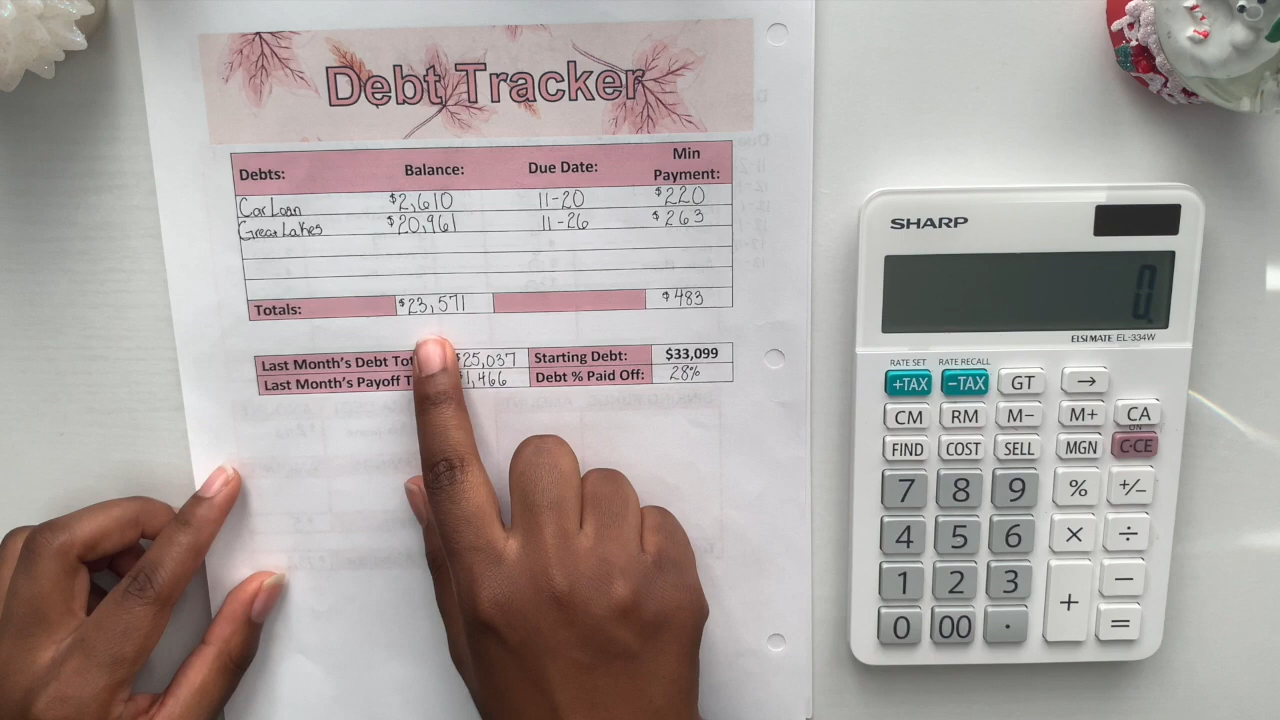 Debt Tracker
Debts: Balance: Due Date: Min Payment:
Car Loan $2,610 11-20 $220
Great Lakes $20,961 11-26 $263
Totals: $23,571 $483
Last Month's Debt Tot $25,037 Starting Debt: $33,099
Last Month's Payoff T 1,466 Debt % Paid Off: 28%
SHARP
0.
ELSIMATE EL-334W
RATE SET RATE RECALL
+TAX -TAX GT →
CM RM M- M+ CA
ON
FIND COST SELL MGN C·CE
7 8 9 % +/-
4 5 6 × ÷
1 2 3 + −
0 00 · =